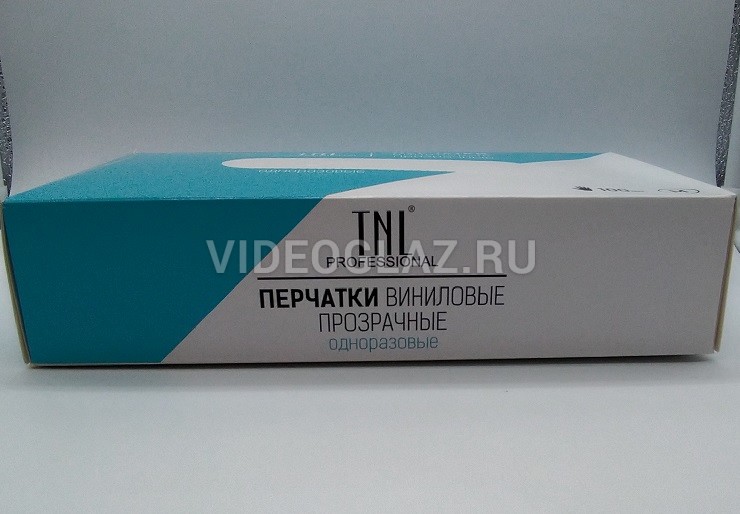 TNL®
PROFESSIONAL
ПЕРЧАТКИ ВИНИЛОВЫЕ
ПРОЗРАЧНЫЕ
одноразовые
VIDEOGLAZ.RU